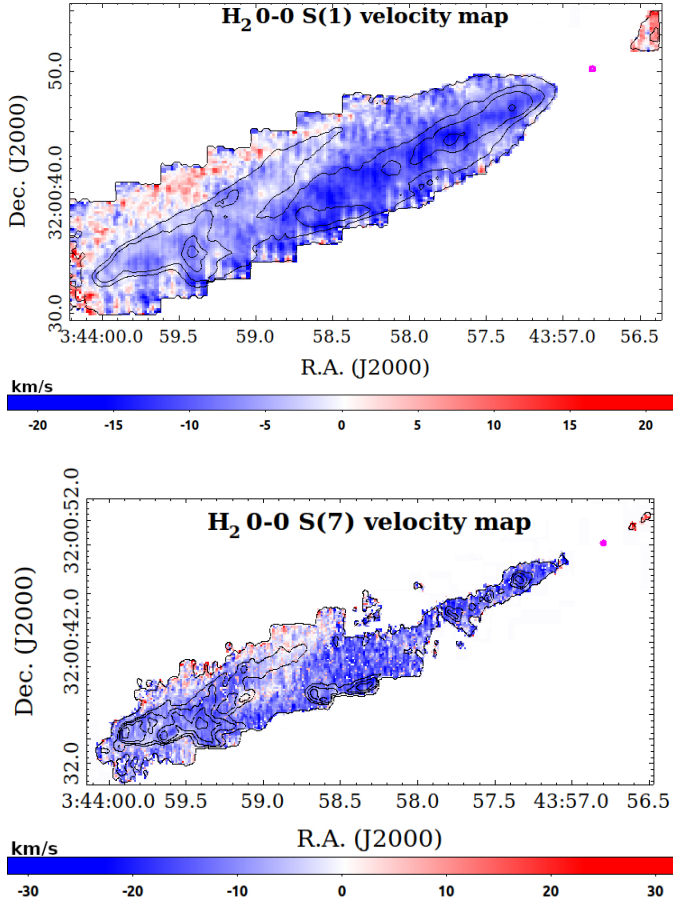 H2 0-0 S(1) velocity map
50.0
32:00:40.0
30.0
Dec. (J2000)
3:44:00.0 59.5 59.0 58.5 58.0 57.5 43:57.0 56.5
R.A. (J2000)
km/s
-20 -15 -10 -5 0 5 10 15 20
H2 0-0 S(7) velocity map
32:00:52.0
32:00:42.0
32.0
Dec. (J2000)
3:44:00.0 59.5 59.0 58.5 58.0 57.5 43:57.0 56.5
R.A. (J2000)
km/s
-30 -20 -10 0 10 20 30